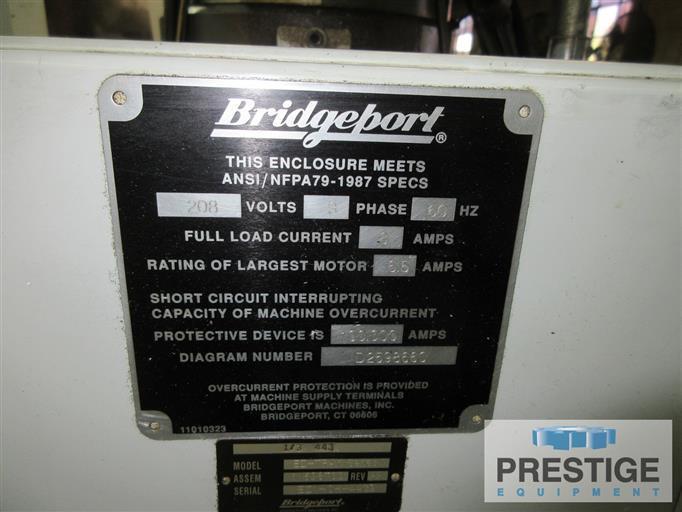 Bridgeport®
THIS ENCLOSURE MEETS
ANSI/NFPA79-1987 SPECS
208 VOLTS 3 PHASE 60 HZ
FULL LOAD CURRENT AMPS
RATING OF LARGEST MOTOR AMPS
SHORT CIRCUIT INTERRUPTING
CAPACITY OF MACHINE OVERCURRENT
PROTECTIVE DEVICE IS AMPS
DIAGRAM NUMBER
OVERCURRENT PROTECTION IS PROVIDED
AT MACHINE SUPPLY TERMINALS
BRIDGEPORT MACHINES, INC.
BRIDGEPORT, CT 06606
11010323
MODEL
ASSEM REV
SERIAL
Bridgeport
PRESTIGE
EQUIPMENT